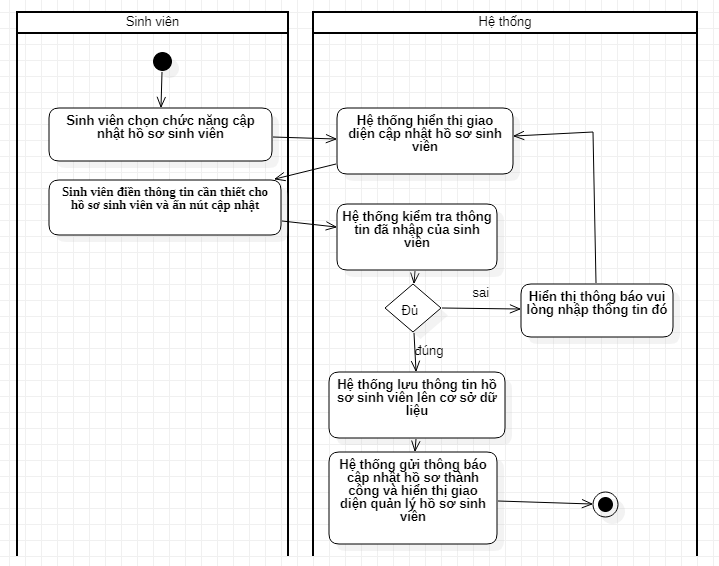 Sinh viên
Hệ thống
Sinh viên chọn chức năng cập
nhật hồ sơ sinh viên
Hệ thống hiển thị giao
diện cập nhật hồ sơ sinh
viên
Sinh viên điền thông tin cần thiết cho
hồ sơ sinh viên và ấn nút cập nhật
Hệ thống kiểm tra thông
tin đã nhập của sinh
viên
Đủ
sai
Hiển thị thông báo vui
lòng nhập thông tin đó
đúng
Hệ thống lưu thông tin hồ
sơ sinh viên lên cơ sở dữ
liệu
Hệ thống gửi thông báo
cập nhật hồ sơ thành
công và hiển thị giao
diện quản lý hồ sơ sinh
viên